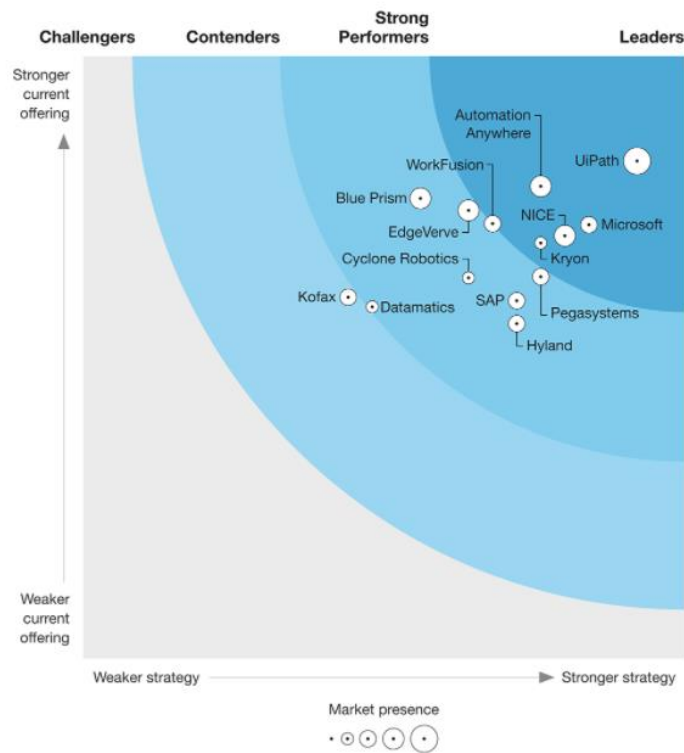 Challengers
Contenders
Strong
Performers
Leaders
Stronger
current
offering
Automation
Anywhere
UiPath
WorkFusion
Blue Prism
NICE
Microsoft
EdgeVerve
Cyclone Robotics
Kryon
Kofax
Datamatics
SAP
Pegasystems
Hyland
Weaker
current
offering
Weaker strategy
Stronger strategy
Market presence